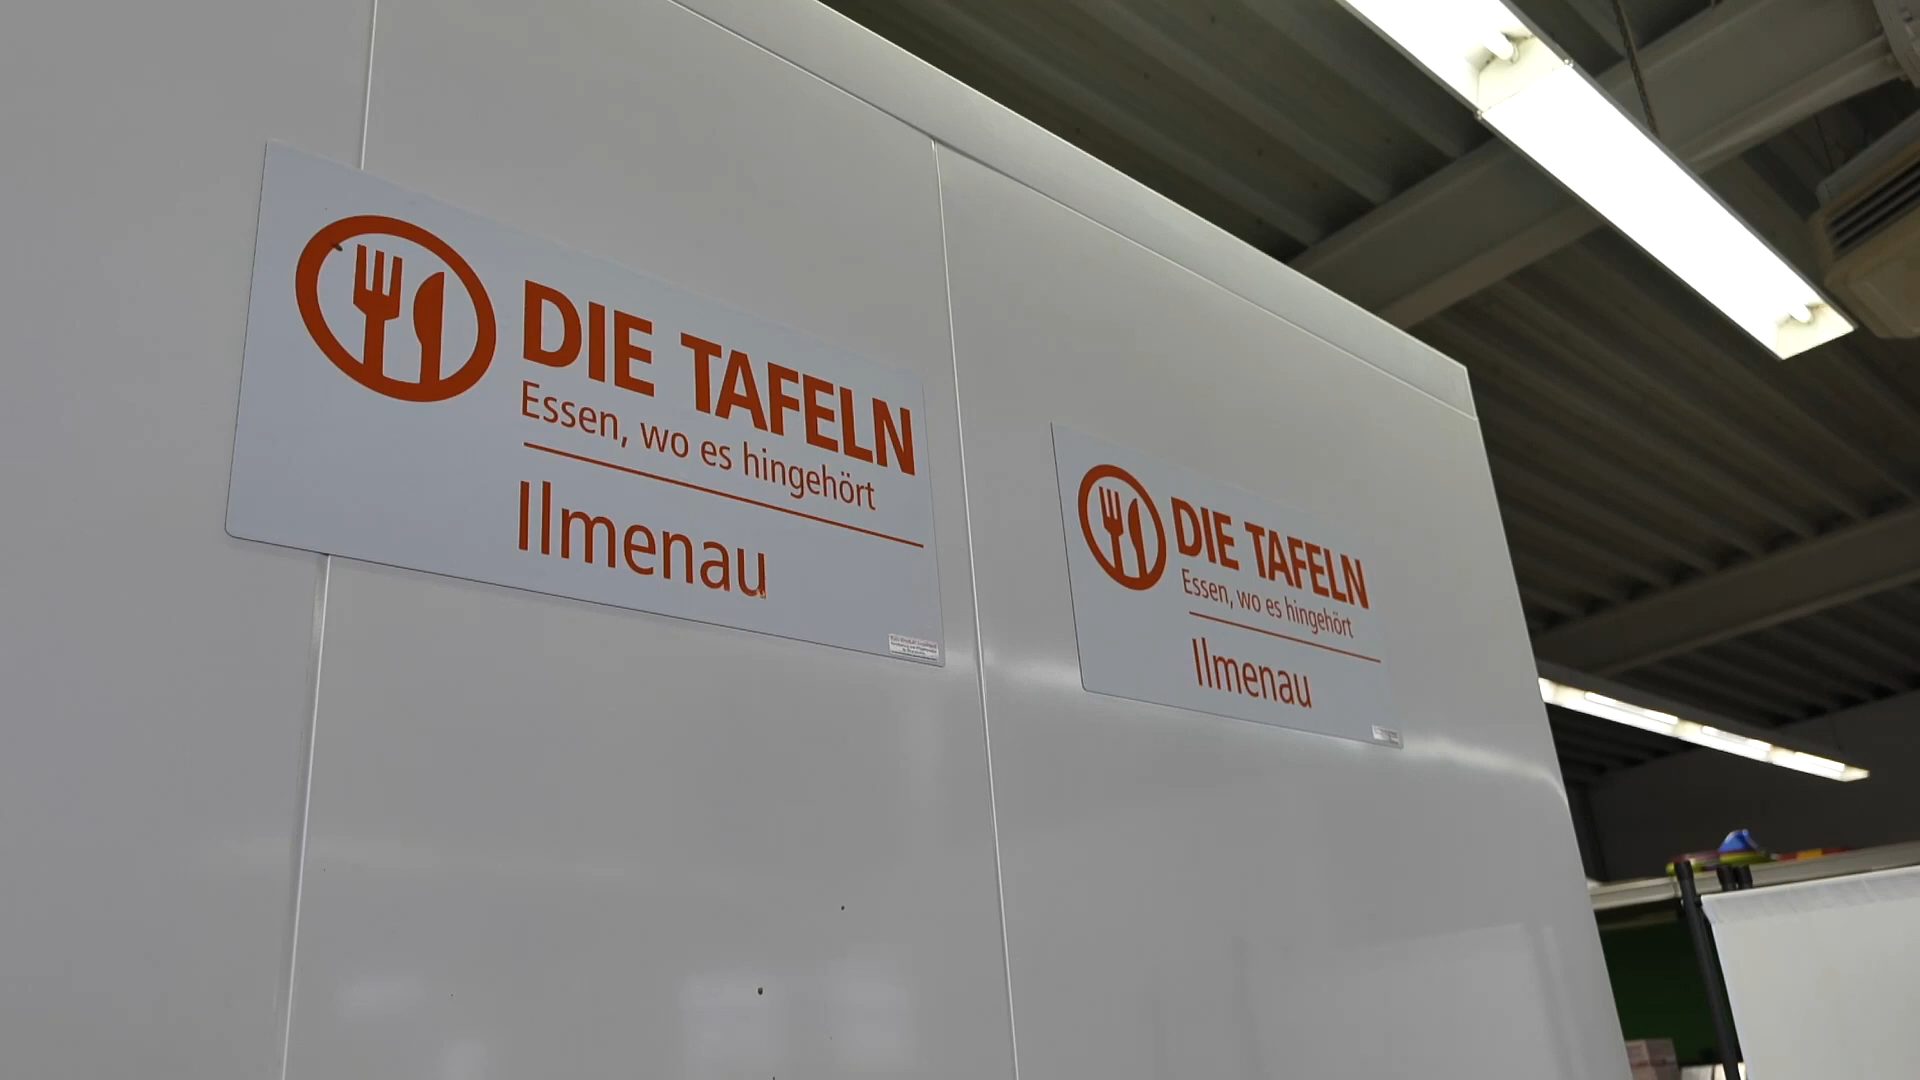 DIE TAFELN
Essen, wo es hingehört
Ilmenau
DIE TAFELN
Essen, wo es hingehört
Ilmenau